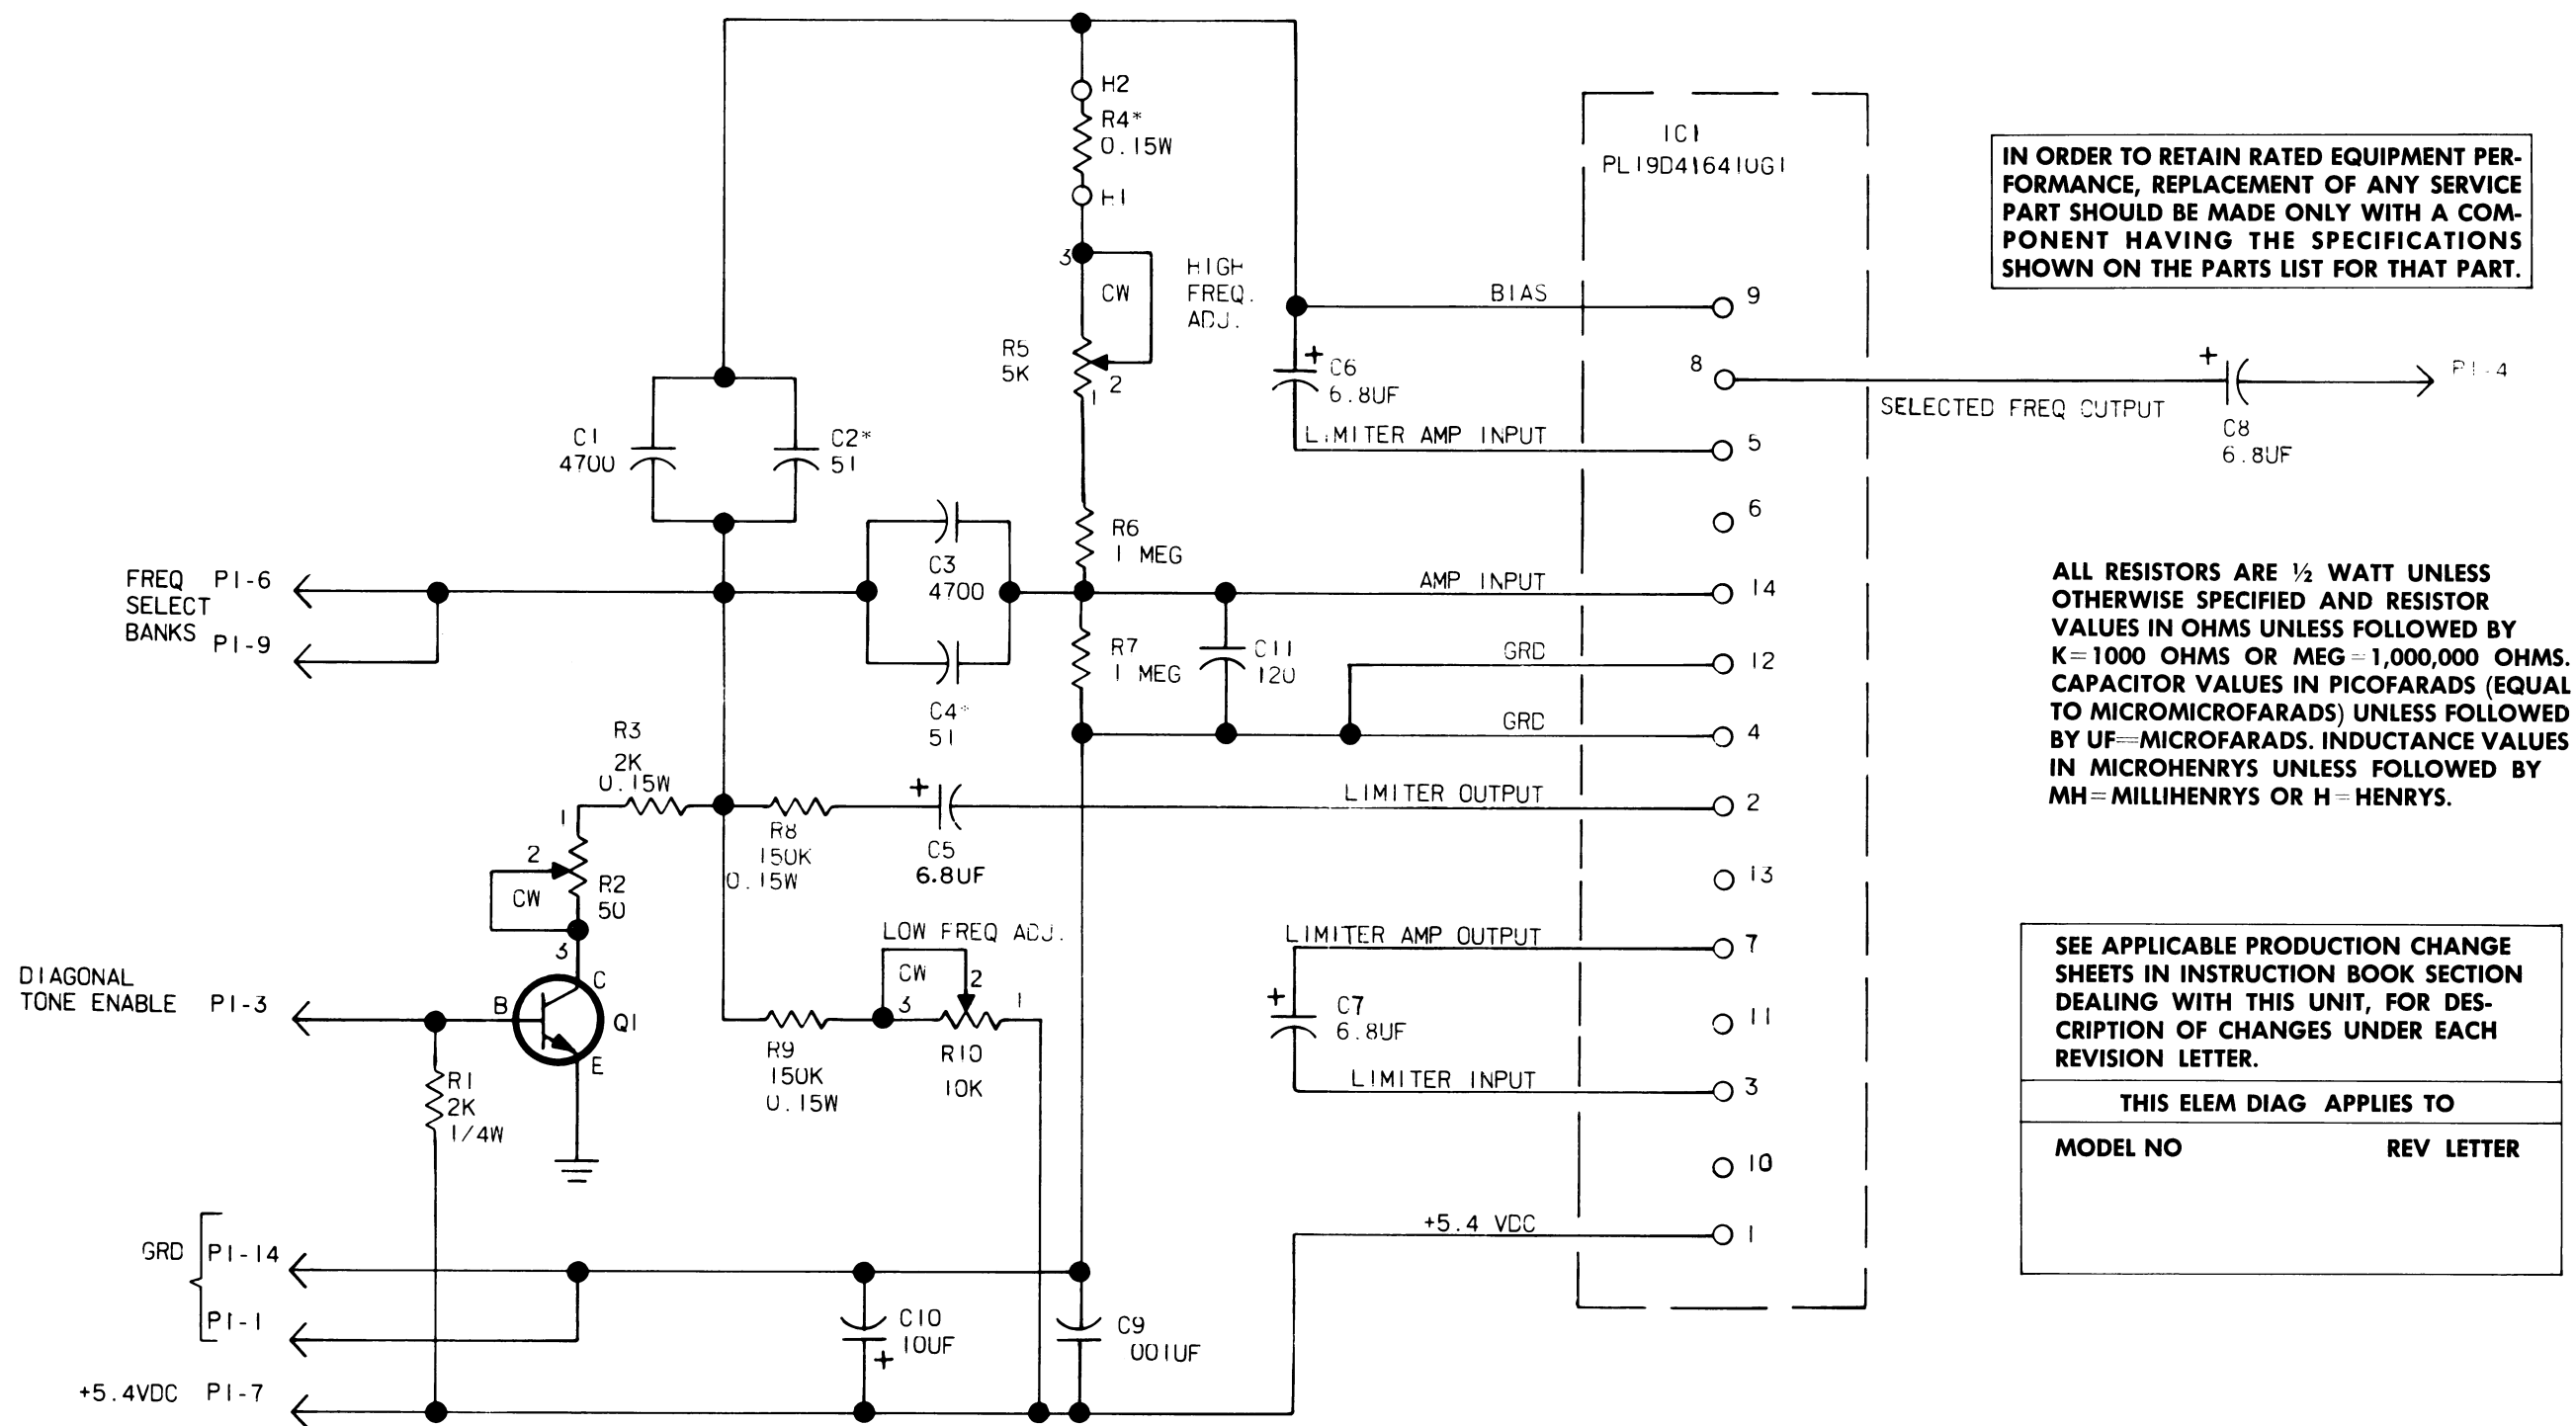 H2
R4*
0.15W
H1
3
CW
HIGH
FREQ.
ADJ.
R5
5K
2
1
C1
4700
C2*
51
C6
6.8UF
+
IC1
PL19D416410G1
BIAS 9
8
SELECTED FREQ OUTPUT
+
C8
6.8UF
P1-4
LIMITER AMP INPUT 5
6
R6
1 MEG
C3
4700
FREQ P1-6
SELECT
BANKS P1-9
AMP INPUT 14
R7
1 MEG
C11
120
GRD 12
C4*
51
GRD 4
R3
2K
0.15W
1
2
CW
R2
50
3
R8
150K
0.15W
+
C5
6.8UF
LIMITER OUTPUT 2
13
LOW FREQ ADJ.
CW
2
3
1
R9
150K
0.15W
R10
10K
LIMITER AMP OUTPUT 7
+
C7
6.8UF
11
LIMITER INPUT 3
10
+5.4 VDC 1
DIAGONAL
TONE ENABLE P1-3
B
C
Q1
E
R1
2K
1/4W
GRD P1-14
P1-1
C10
10UF
+
C9
001UF
+5.4VDC P1-7
IN ORDER TO RETAIN RATED EQUIPMENT PER-
FORMANCE, REPLACEMENT OF ANY SERVICE
PART SHOULD BE MADE ONLY WITH A COM-
PONENT HAVING THE SPECIFICATIONS
SHOWN ON THE PARTS LIST FOR THAT PART.
ALL RESISTORS ARE ½ WATT UNLESS
OTHERWISE SPECIFIED AND RESISTOR
VALUES IN OHMS UNLESS FOLLOWED BY
K=1000 OHMS OR MEG=1,000,000 OHMS.
CAPACITOR VALUES IN PICOFARADS (EQUAL
TO MICROMICROFARADS) UNLESS FOLLOWED
BY UF=MICROFARADS. INDUCTANCE VALUES
IN MICROHENRYS UNLESS FOLLOWED BY
MH=MILLIHENRYS OR H=HENRYS.
SEE APPLICABLE PRODUCTION CHANGE
SHEETS IN INSTRUCTION BOOK SECTION
DEALING WITH THIS UNIT, FOR DES-
CRIPTION OF CHANGES UNDER EACH
REVISION LETTER.
THIS ELEM DIAG APPLIES TO
MODEL NO REV LETTER